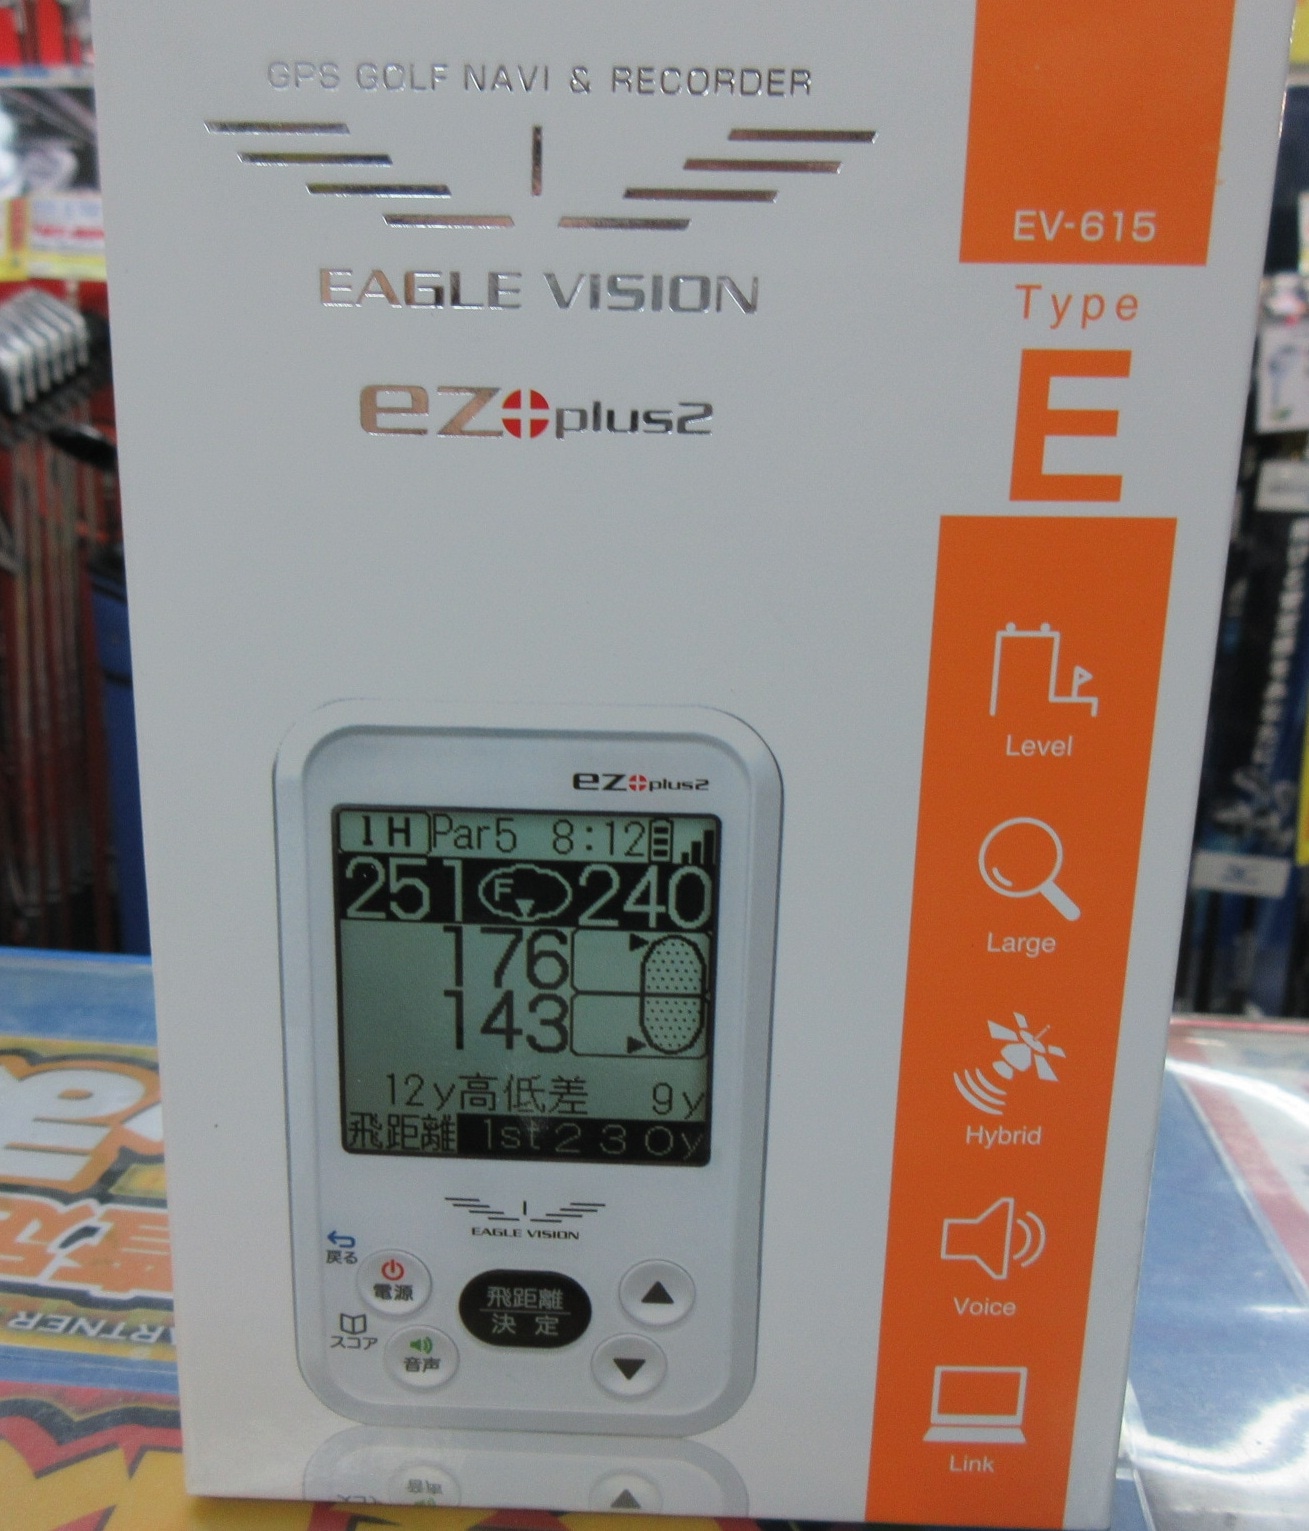 GPS GOLF NAVI & RECORDER
EAGLE VISION
ez plus2
EV-615
Type
E
Level
Large
Hybrid
Voice
Link
ez plus2
1H Par5 8:12
251 F 240
176
143
12y高低差 9y
飛距離 1st 230y
EAGLE VISION
戻る
電源
スコア
音声
飛距離
決定
ARTNER